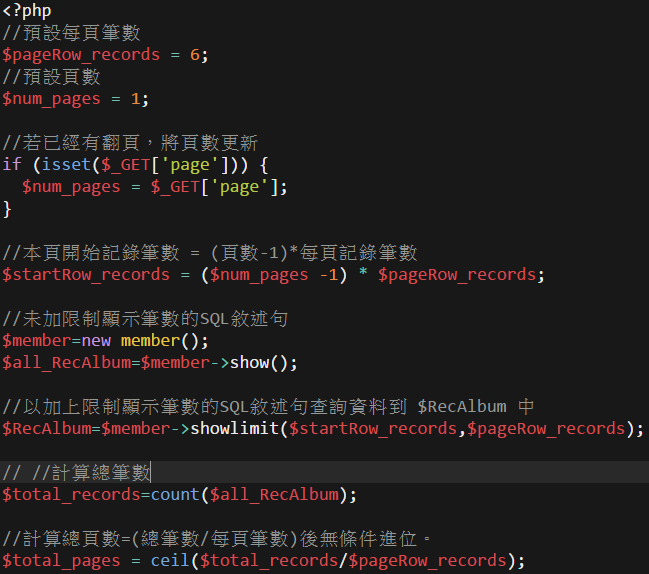 <?php
//預設每頁筆數
$pageRow_records = 6;
//預設頁數
$num_pages = 1;
//若已經有翻頁，將頁數更新
if (isset($_GET['page'])) {
  $num_pages = $_GET['page'];
}
//本頁開始記錄筆數 = (頁數-1)*每頁記錄筆數
$startRow_records = ($num_pages -1) * $pageRow_records;
//未加限制顯示筆數的SQL敘述句
$member=new member();
$all_RecAlbum=$member->show();
//以加上限制顯示筆數的SQL敘述句查詢資料到 $RecAlbum 中
$RecAlbum=$member->showlimit($startRow_records,$pageRow_records);
// //計算總筆數
$total_records=count($all_RecAlbum);
//計算總頁數=(總筆數/每頁筆數)後無條件進位。
$total_pages = ceil($total_records/$pageRow_records);